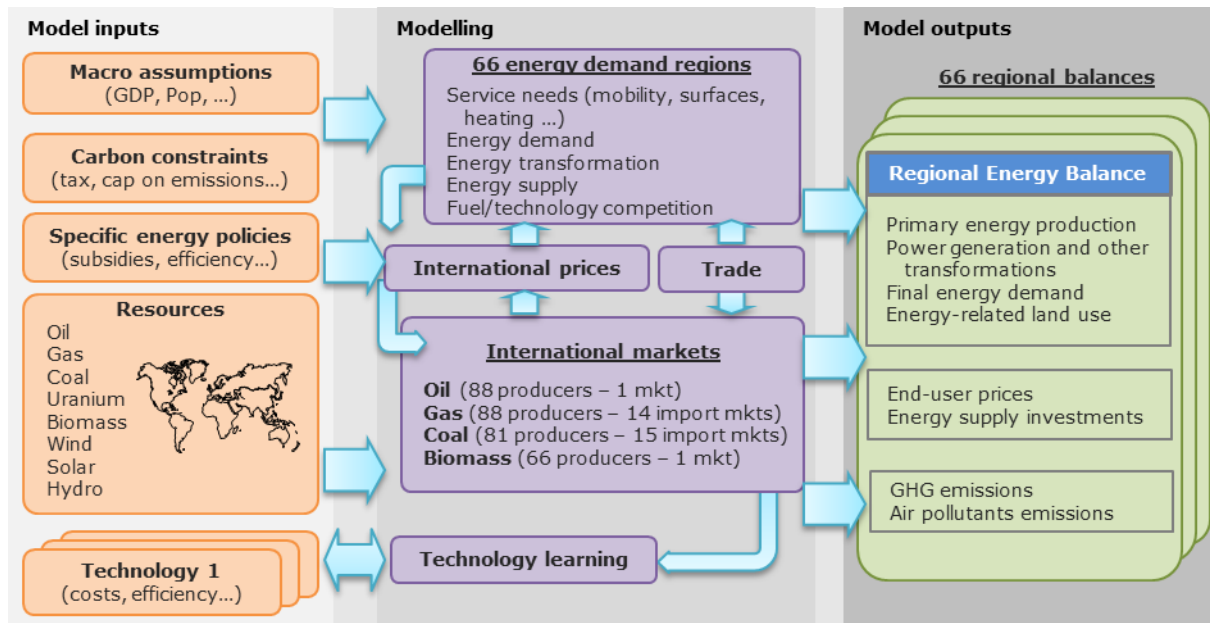 Model inputs
Macro assumptions
(GDP, Pop, ...)
Carbon constraints
(tax, cap on emissions...)
Specific energy policies
(subsidies, efficiency...)
Resources
Oil
Gas
Coal
Uranium
Biomass
Wind
Solar
Hydro
Technology 1
(costs, efficiency...)
Modelling
66 energy demand regions
Service needs (mobility, surfaces,
heating ...)
Energy demand
Energy transformation
Energy supply
Fuel/technology competition
International prices
Trade
International markets
Oil (88 producers – 1 mkt)
Gas (88 producers – 14 import mkts)
Coal (81 producers – 15 import mkts)
Biomass (66 producers – 1 mkt)
Technology learning
Model outputs
66 regional balances
Regional Energy Balance
Primary energy production
Power generation and other
transformations
Final energy demand
Energy-related land use
End-user prices
Energy supply investments
GHG emissions
Air pollutants emissions